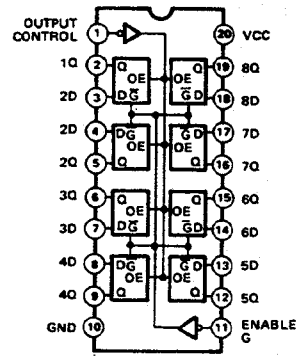 OUTPUT
CONTROL 1 20 VCC
1Q 2 Q OE OE Q 19 8Q
2D 3 D G G D 18 8D
2D 4 D G G D 17 7D
2Q 5 Q OE OE Q 16 7Q
3Q 6 Q OE OE Q 15 6Q
3D 7 D G G D 14 6D
4D 8 D G G D 13 5D
4Q 9 Q OE OE Q 12 5Q
GND 10 11 ENABLE
G